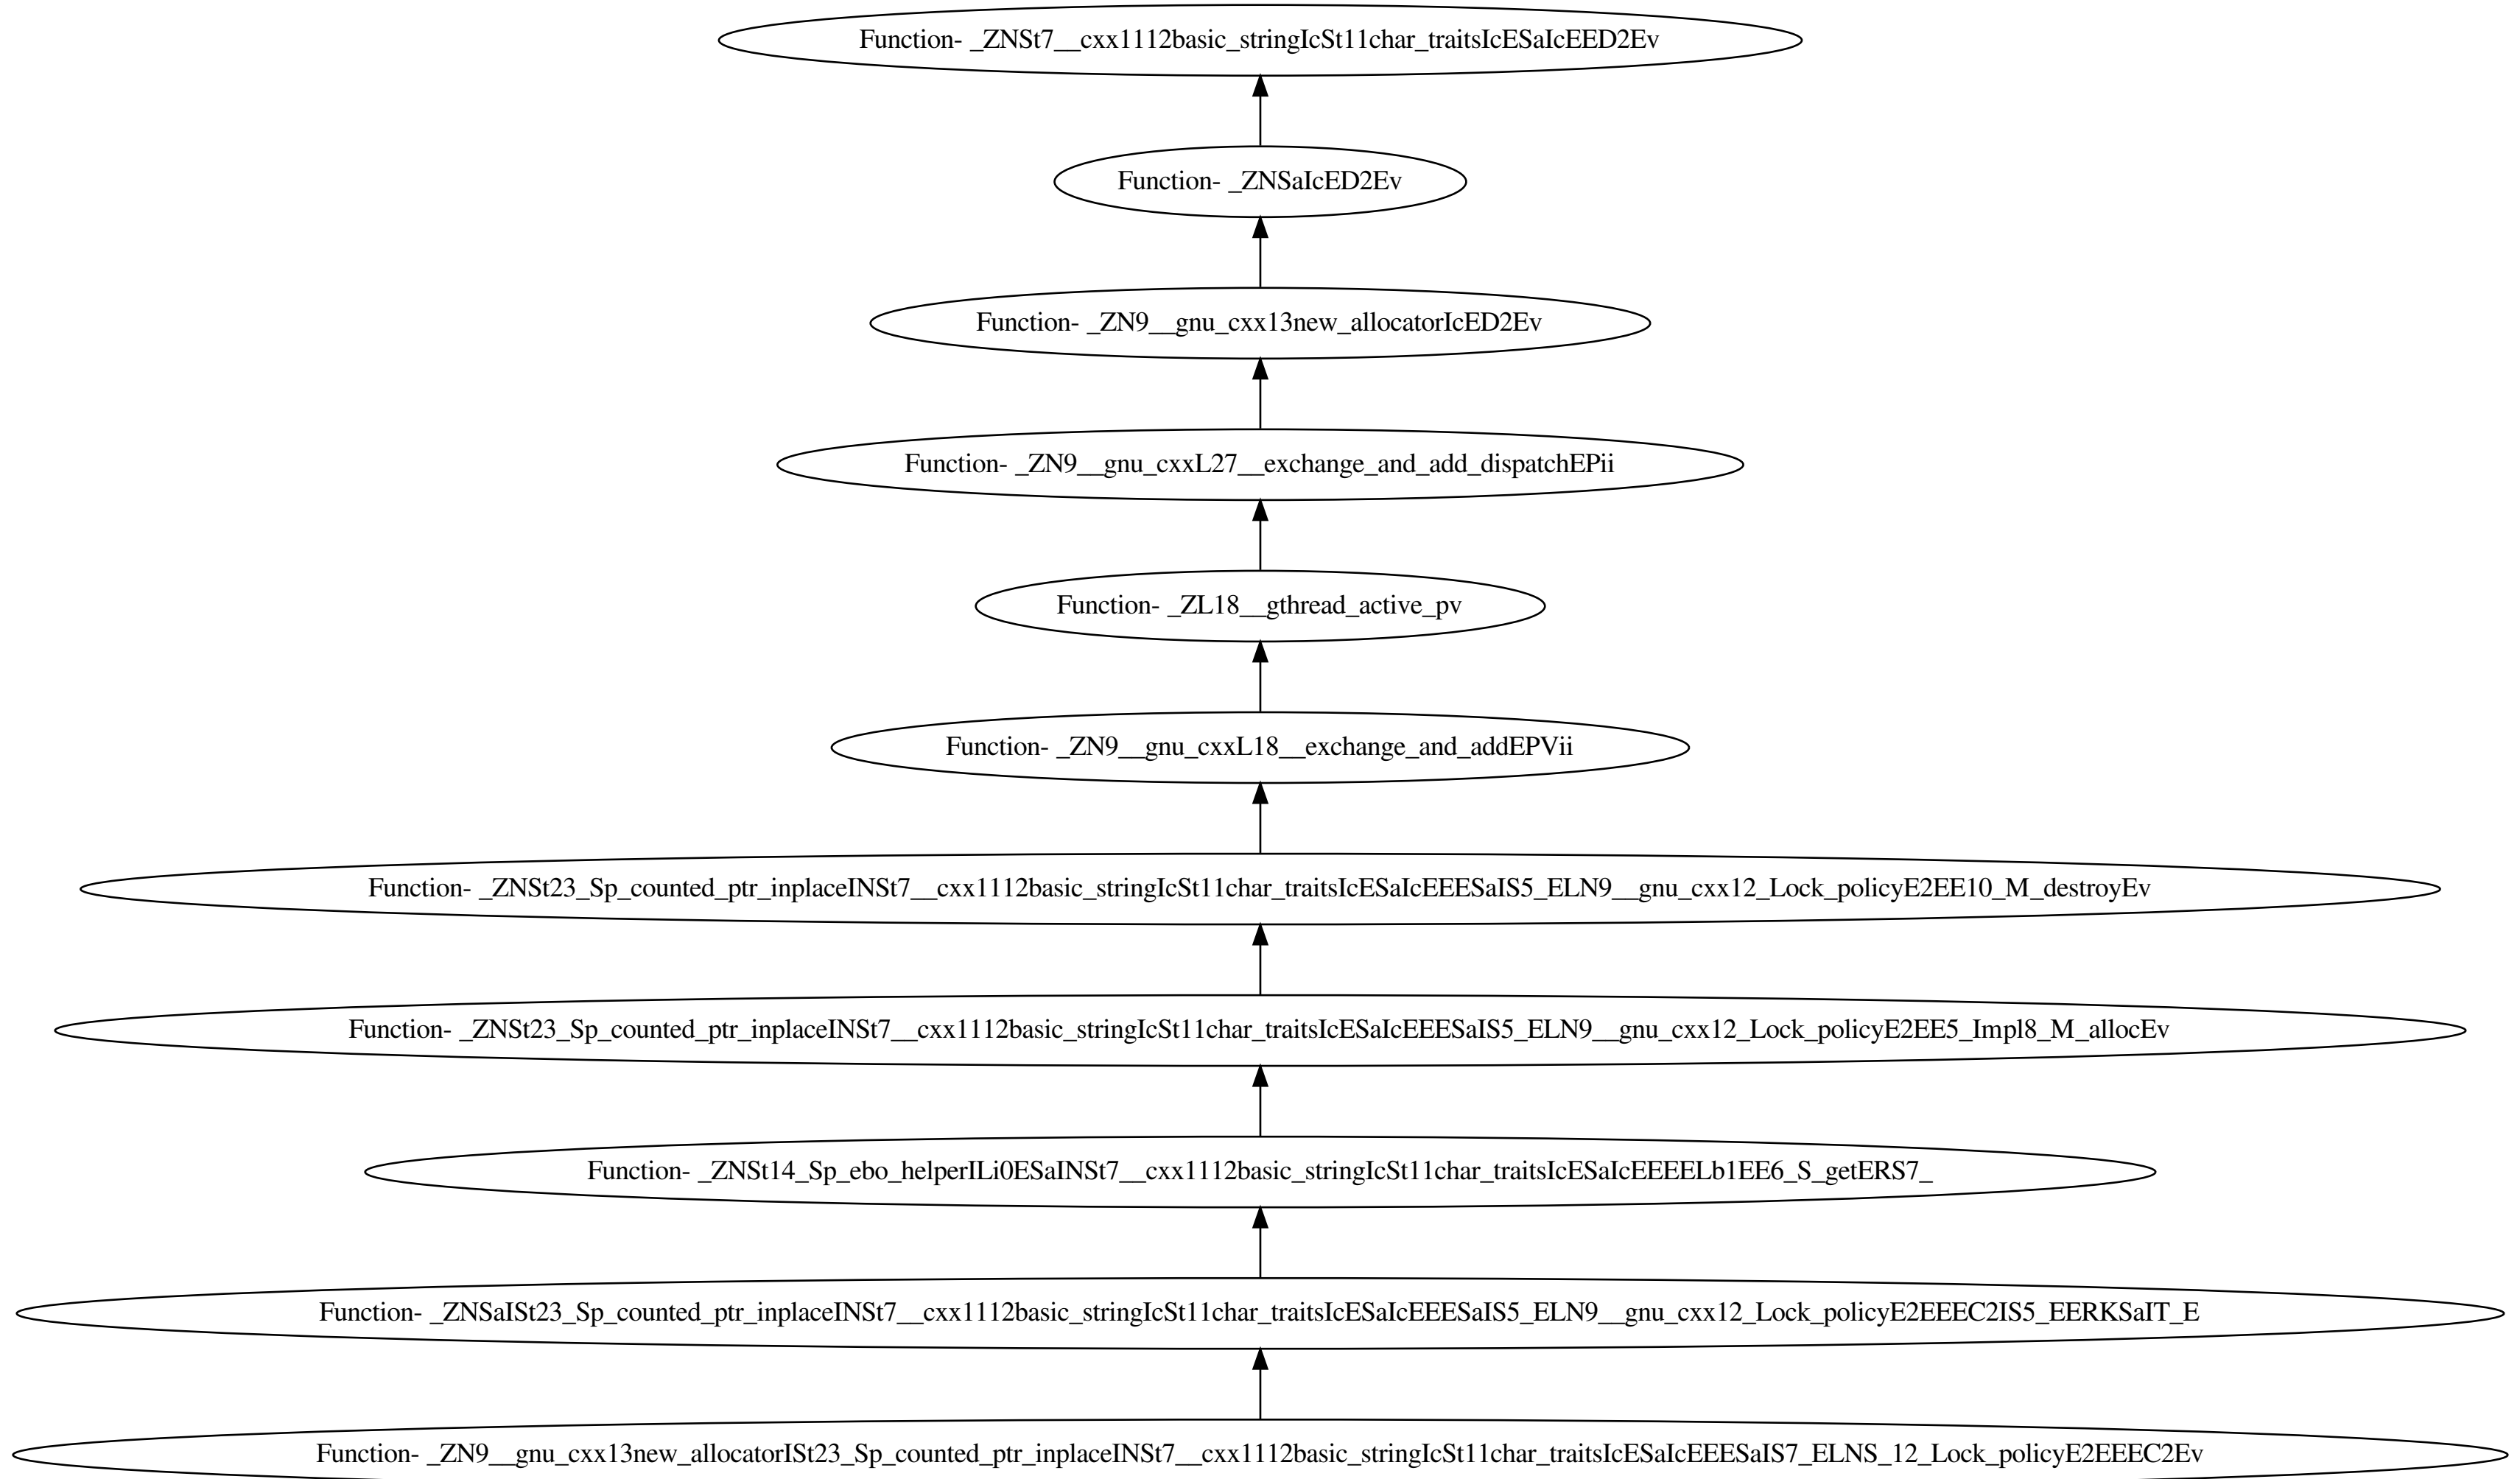 Function- _ZNSt7__cxx1112basic_stringIcSt11char_traitsIcESaIcEED2Ev
Function- _ZNSaIcED2Ev
Function- _ZN9__gnu_cxx13new_allocatorIcED2Ev
Function- _ZN9__gnu_cxxL27__exchange_and_add_dispatchEPii
Function- _ZL18__gthread_active_pv
Function- _ZN9__gnu_cxxL18__exchange_and_addEPVii
Function- _ZNSt23_Sp_counted_ptr_inplaceINSt7__cxx1112basic_stringIcSt11char_traitsIcESaIcEEESaIS5_ELN9__gnu_cxx12_Lock_policyE2EE10_M_destroyEv
Function- _ZNSt23_Sp_counted_ptr_inplaceINSt7__cxx1112basic_stringIcSt11char_traitsIcESaIcEEESaIS5_ELN9__gnu_cxx12_Lock_policyE2EE5_Impl8_M_allocEv
Function- _ZNSt14_Sp_ebo_helperILi0ESaINSt7__cxx1112basic_stringIcSt11char_traitsIcESaIcEEEELb1EE6_S_getERS7_
Function- _ZNSaISt23_Sp_counted_ptr_inplaceINSt7__cxx1112basic_stringIcSt11char_traitsIcESaIcEEESaIS5_ELN9__gnu_cxx12_Lock_policyE2EEEC2IS5_EERKSaIT_E
Function- _ZN9__gnu_cxx13new_allocatorISt23_Sp_counted_ptr_inplaceINSt7__cxx1112basic_stringIcSt11char_traitsIcESaIcEEESaIS7_ELNS_12_Lock_policyE2EEEC2Ev